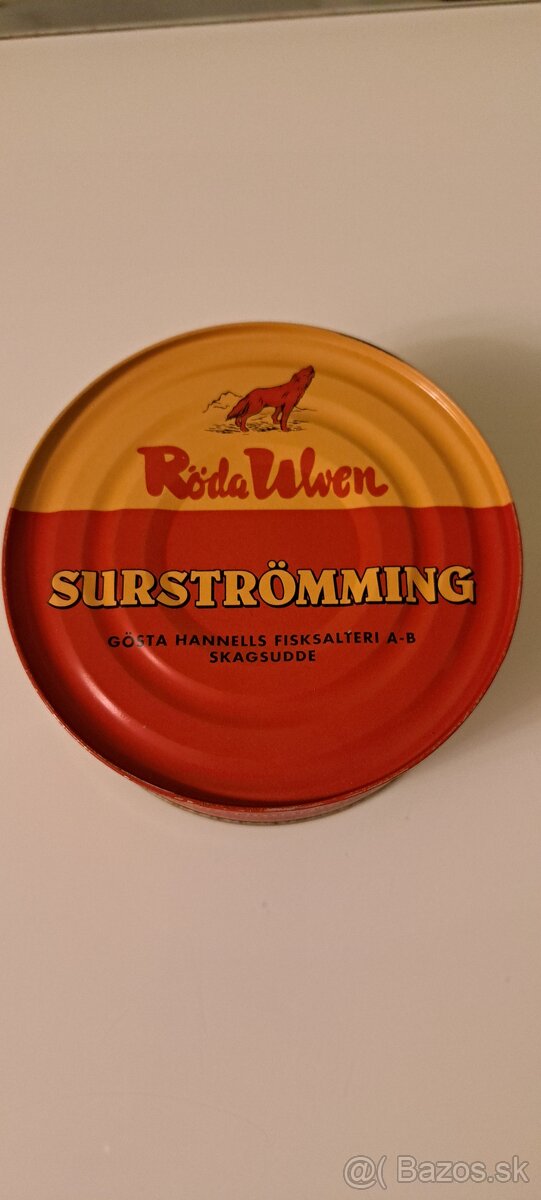 Röda Ulven
SURSTRÖMMING
GÖSTA HANNELLS FISKSALTERI A-B
SKAGSUDDE
@( Bazos.sk